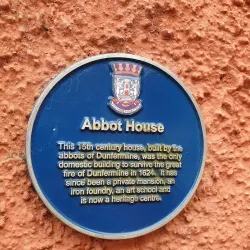 Abbot House
This 15th century house, built by the
abbots of Dunfermline, was the only
domestic building to survive the great
fire of Dunfermline in 1624. It has
since been a private mansion, an
iron foundry, an art school and
is now a heritage centre.